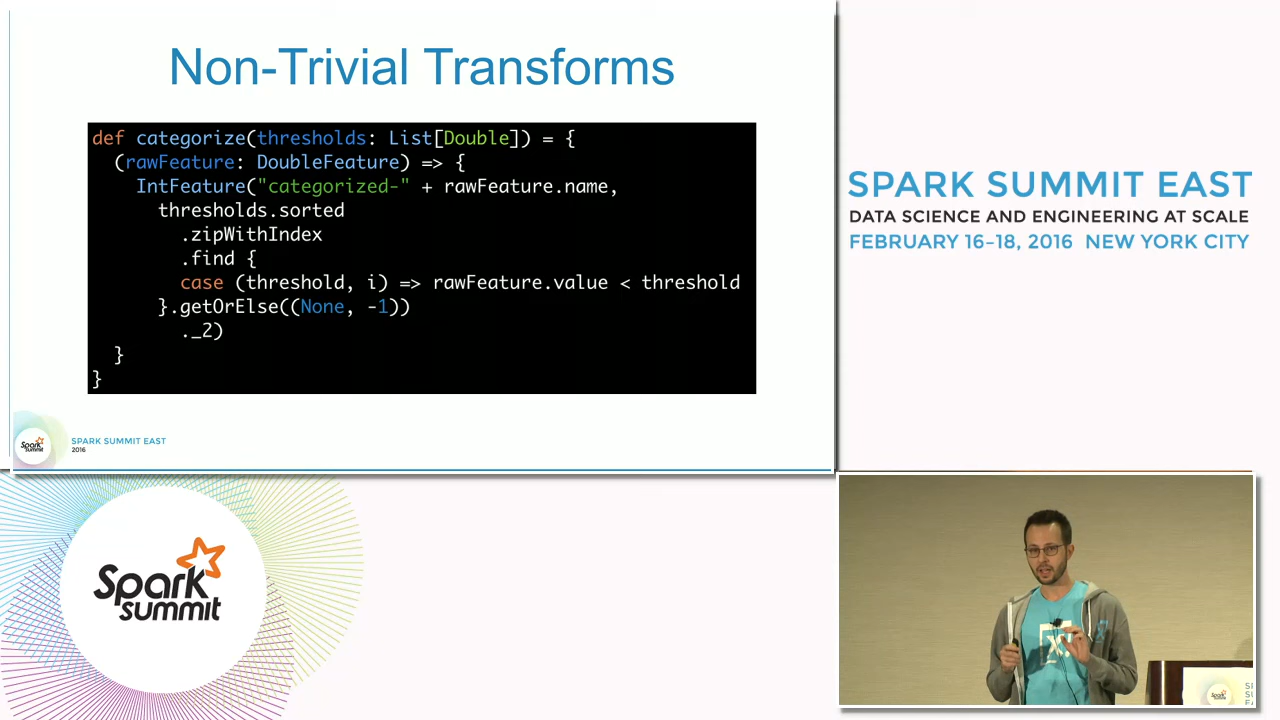 Non-Trivial Transforms
def categorize(thresholds: List[Double]) = {
(rawFeature: DoubleFeature) => {
IntFeature("categorized-" + rawFeature.name,
thresholds.sorted
.zipWithIndex
.find {
case (threshold, i) => rawFeature.value < threshold
}.getOrElse((None, -1))
._2)
}
}
Spark
Summit
SPARK SUMMIT EAST
2016
SPARK SUMMIT EAST
DATA SCIENCE AND ENGINEERING AT SCALE
FEBRUARY 16–18, 2016 NEW YORK CITY
Spark
Summit